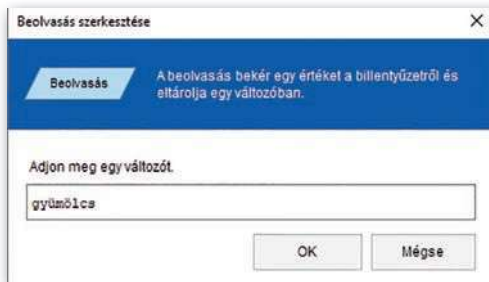 Beolvasás szerkesztése
Beolvasás
A beolvasás bekér egy értéket a billentyűzetről és
eltárolja egy változóban.
Adjon meg egy változót.
gyümölcs
OK
Mégse